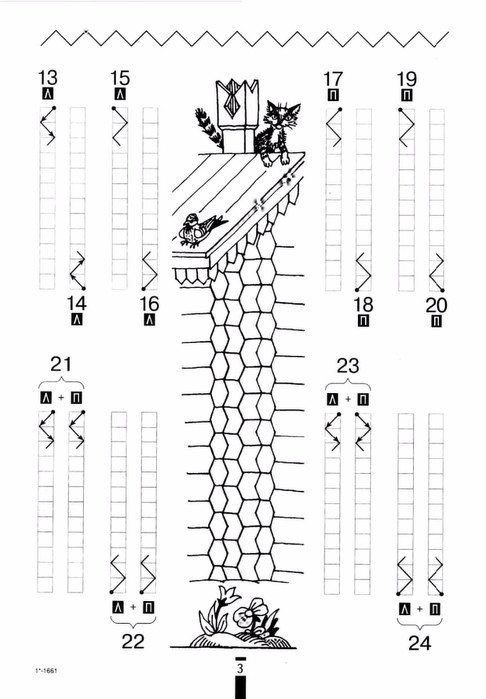 13 15 17 19
Л Л П П
14 16 18 20
Л Л П П
21 23
Л + П Л + П
Л + П Л + П
22 24
1*-1661
3